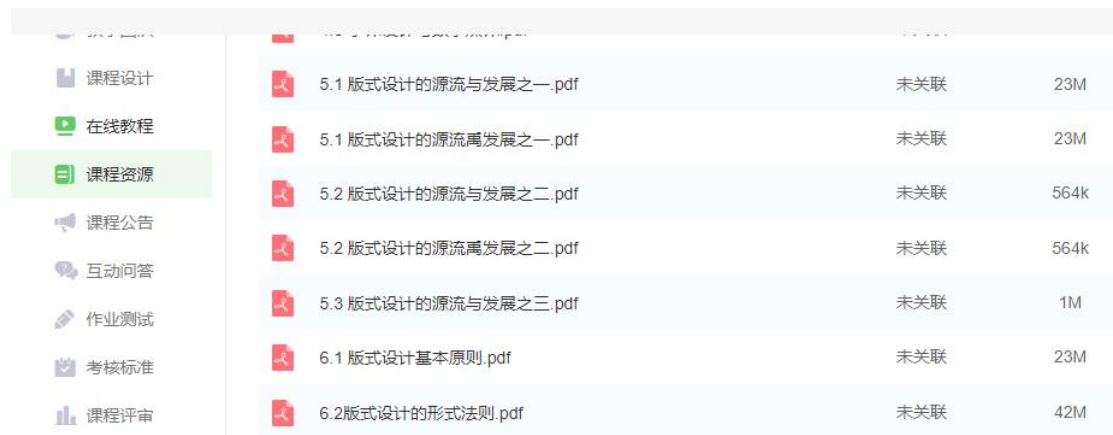 课程设计
在线教程
课程资源
课程公告
互动问答
作业测试
考核标准
课程评审
5.1 版式设计的源流与发展之一.pdf 未关联 23M
5.1 版式设计的源流禹发展之一.pdf 未关联 23M
5.2 版式设计的源流与发展之二.pdf 未关联 564k
5.2 版式设计的源流禹发展之二.pdf 未关联 564k
5.3 版式设计的源流与发展之三.pdf 未关联 1M
6.1 版式设计基本原则.pdf 未关联 23M
6.2版式设计的形式法则.pdf 未关联 42M